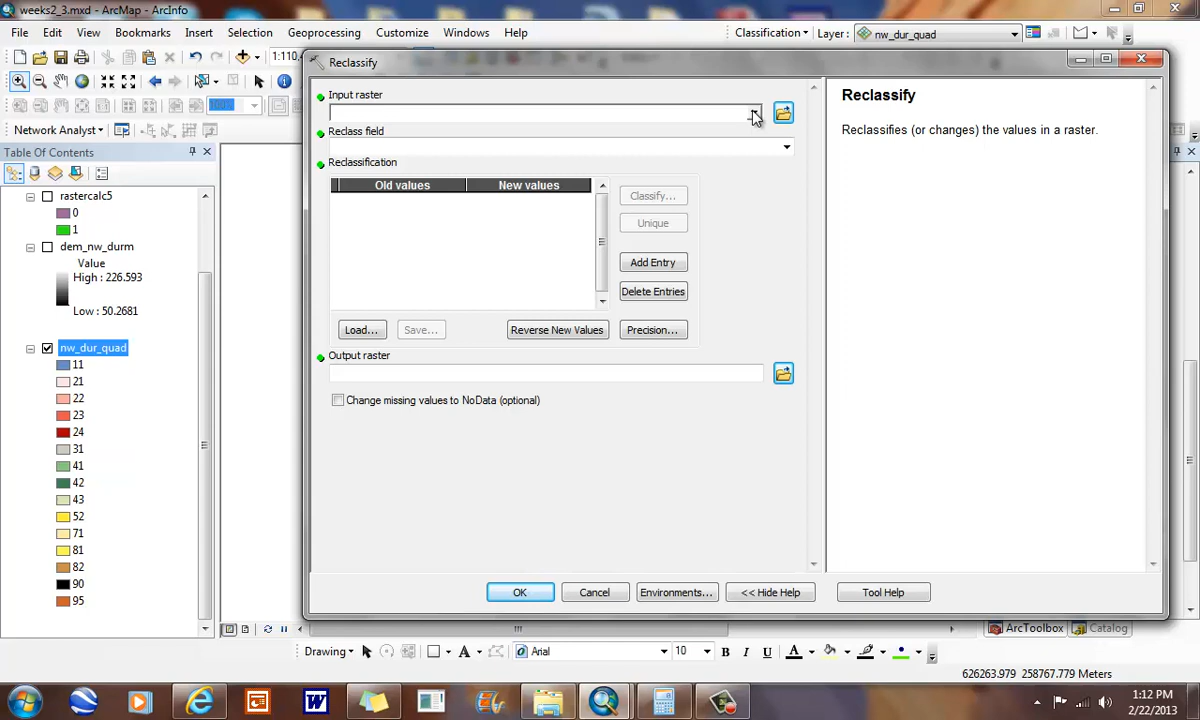 weeks2_3.mxd - ArcMap - ArcInfo
File Edit View Bookmarks Insert Selection Geoprocessing Customize Windows Help
Classification Layer: nw_dur_quad
1:110,
Reclassify
100%
Network Analyst
Table Of Contents
rastercalc5
0
1
dem_nw_durm
Value
High : 226.593
Low : 50.2681
nw_dur_quad
11
21
22
23
24
31
41
42
43
52
71
81
82
90
95
Input raster
Reclass field
Reclassification
Old values New values
Classify...
Unique
Add Entry
Delete Entries
Load... Save... Reverse New Values Precision...
Output raster
Change missing values to NoData (optional)
OK Cancel Environments... << Hide Help Tool Help
Reclassify
Reclassifies (or changes) the values in a raster.
ArcToolbox Catalog
Drawing Arial 10 B I U A
626263.979 258767.779 Meters
1:12 PM
2/22/2013